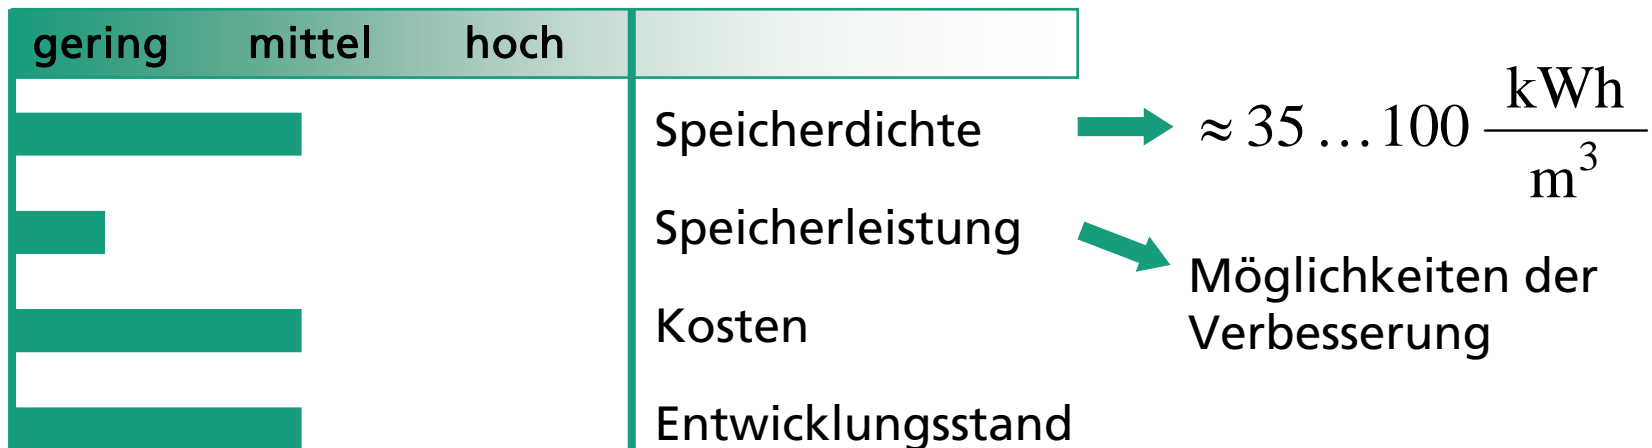 gering mittel hoch
Speicherdichte
≈ 35 … 100 kWh/m³
Speicherleistung
Möglichkeiten der
Verbesserung
Kosten
Entwicklungsstand